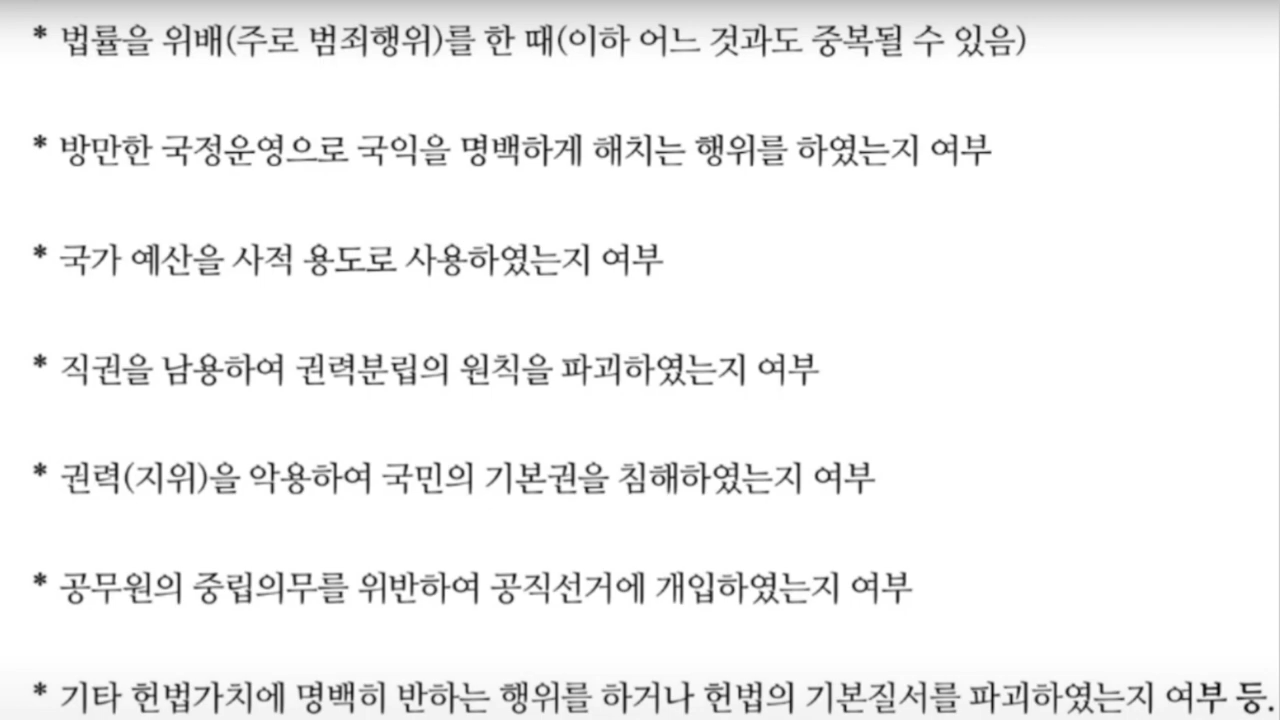 * 법률을 위배(주로 범죄행위)를 한 때(이하 어느 것과도 중복될 수 있음)
* 방만한 국정운영으로 국익을 명백하게 해치는 행위를 하였는지 여부
* 국가 예산을 사적 용도로 사용하였는지 여부
* 직권을 남용하여 권력분립의 원칙을 파괴하였는지 여부
* 권력(지위)을 악용하여 국민의 기본권을 침해하였는지 여부
* 공무원의 중립의무를 위반하여 공직선거에 개입하였는지 여부
* 기타 헌법가치에 명백히 반하는 행위를 하거나 헌법의 기본질서를 파괴하였는지 여부 등.